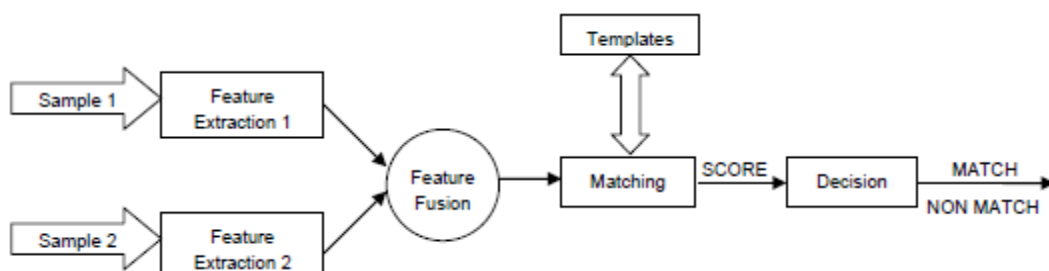 Templates
Sample 1
Feature
Extraction 1
Feature
Fusion
Matching
SCORE
Decision
MATCH
NON MATCH
Sample 2
Feature
Extraction 2